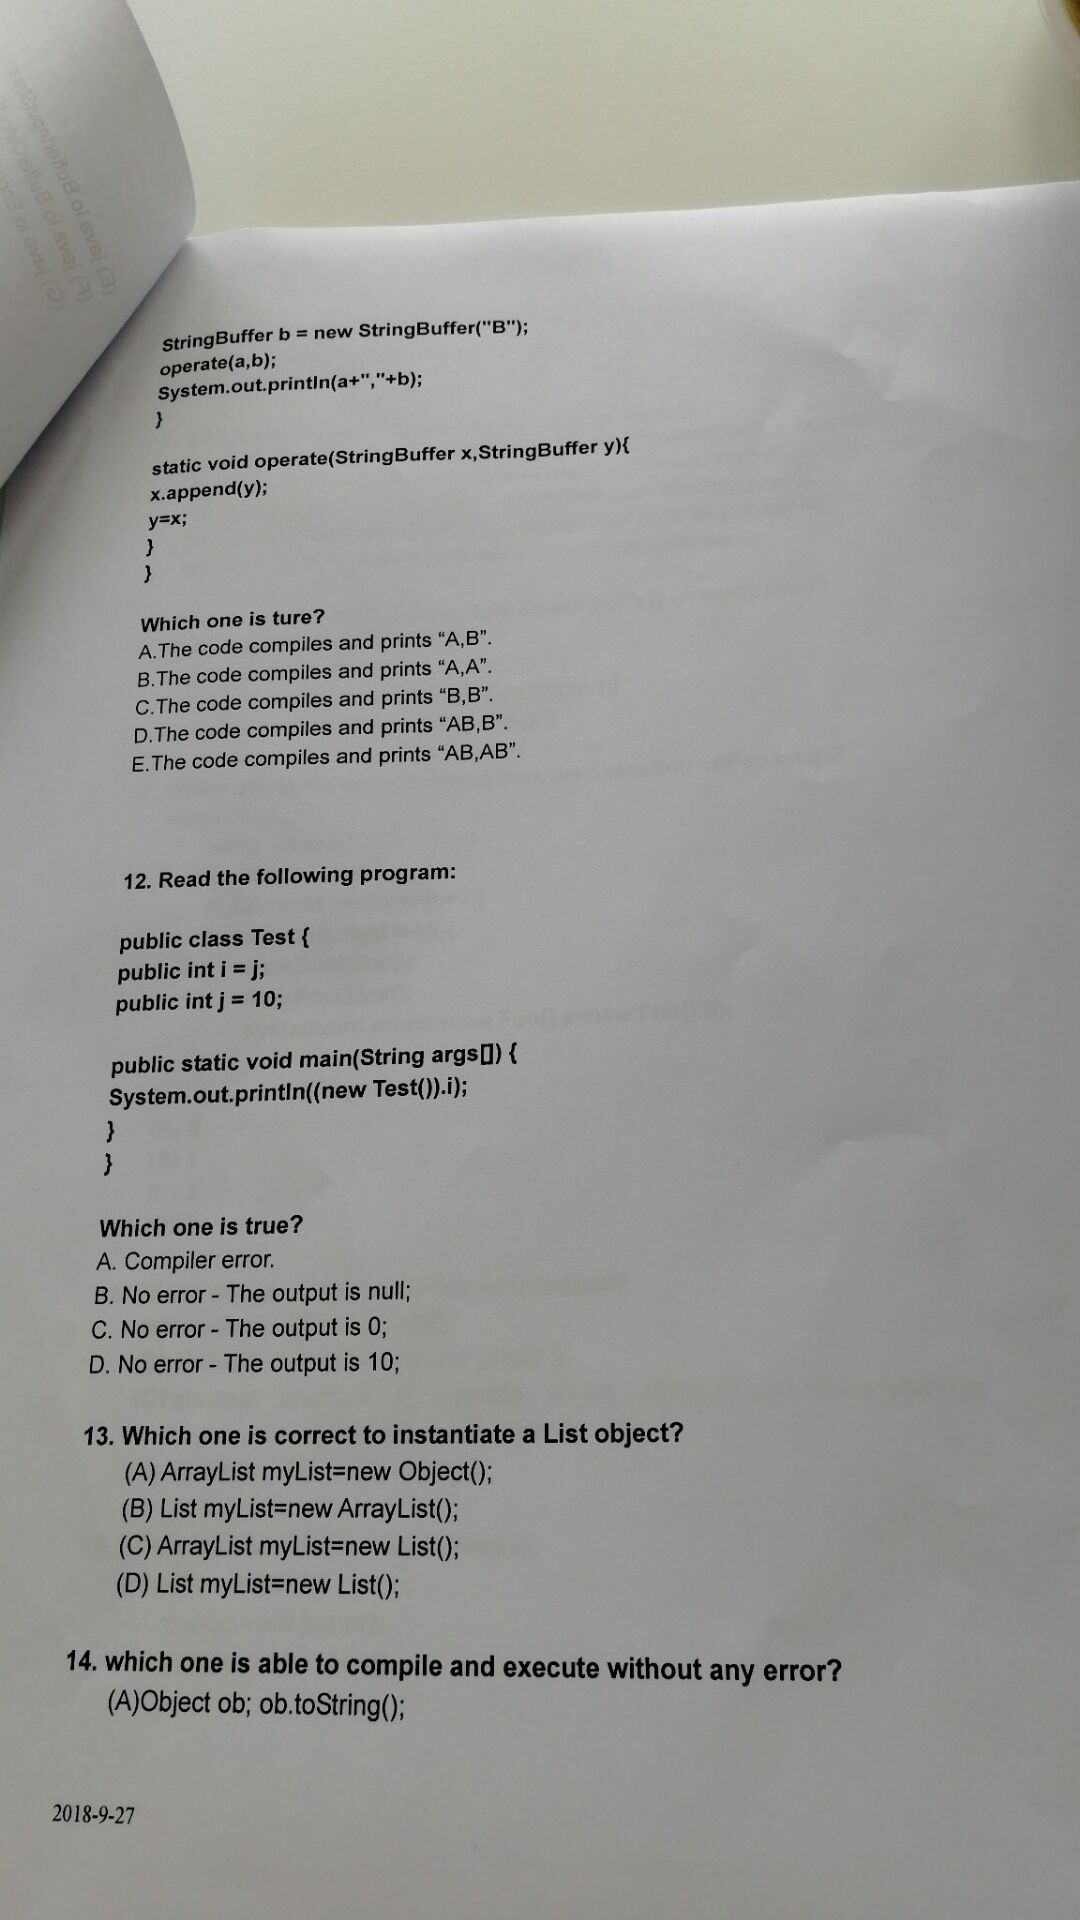 StringBuffer b = new StringBuffer("B");
operate(a,b);
System.out.println(a+","+b);
}
static void operate(StringBuffer x,StringBuffer y){
x.append(y);
y=x;
}
}
Which one is ture?
A.The code compiles and prints “A,B”.
B.The code compiles and prints “A,A”.
C.The code compiles and prints “B,B”.
D.The code compiles and prints “AB,B”.
E.The code compiles and prints “AB,AB”.
12. Read the following program:
public class Test {
public int i = j;
public int j = 10;
public static void main(String args[]) {
System.out.println((new Test()).i);
}
}
Which one is true?
A. Compiler error.
B. No error - The output is null;
C. No error - The output is 0;
D. No error - The output is 10;
13. Which one is correct to instantiate a List object?
(A) ArrayList myList=new Object();
(B) List myList=new ArrayList();
(C) ArrayList myList=new List();
(D) List myList=new List();
14. which one is able to compile and execute without any error?
(A)Object ob; ob.toString();
2018-9-27